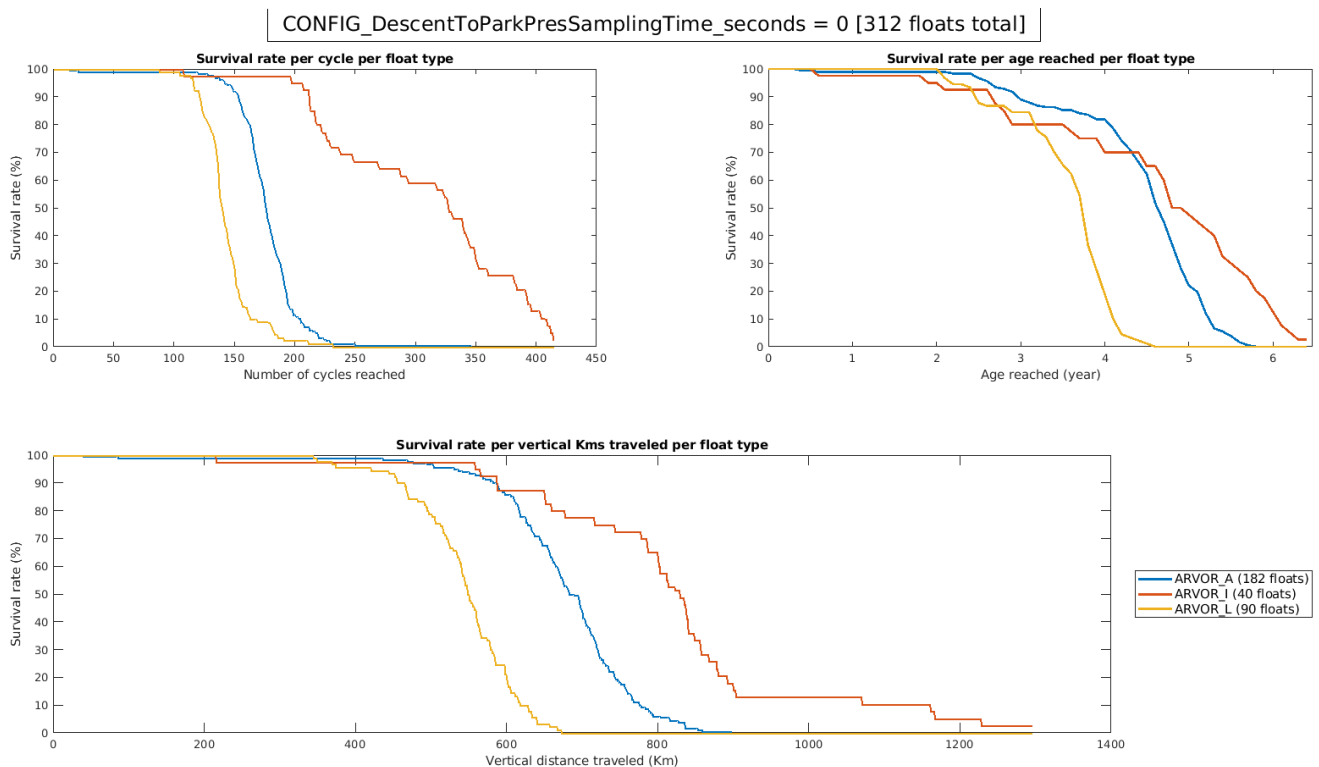 CONFIG_DescentToParkPresSamplingTime_seconds = 0 [312 floats total]
Survival rate per cycle per float type
Survival rate (%)
100
90
80
70
60
50
40
30
20
10
0
0 50 100 150 200 250 300 350 400 450
Number of cycles reached
Survival rate per age reached per float type
Survival rate (%)
100
90
80
70
60
50
40
30
20
10
0
0 1 2 3 4 5 6
Age reached (year)
Survival rate per vertical Kms traveled per float type
Survival rate (%)
100
90
80
70
60
50
40
30
20
10
0
0 200 400 600 800 1000 1200 1400
Vertical distance traveled (Km)
ARVOR_A (182 floats)
ARVOR_I (40 floats)
ARVOR_L (90 floats)